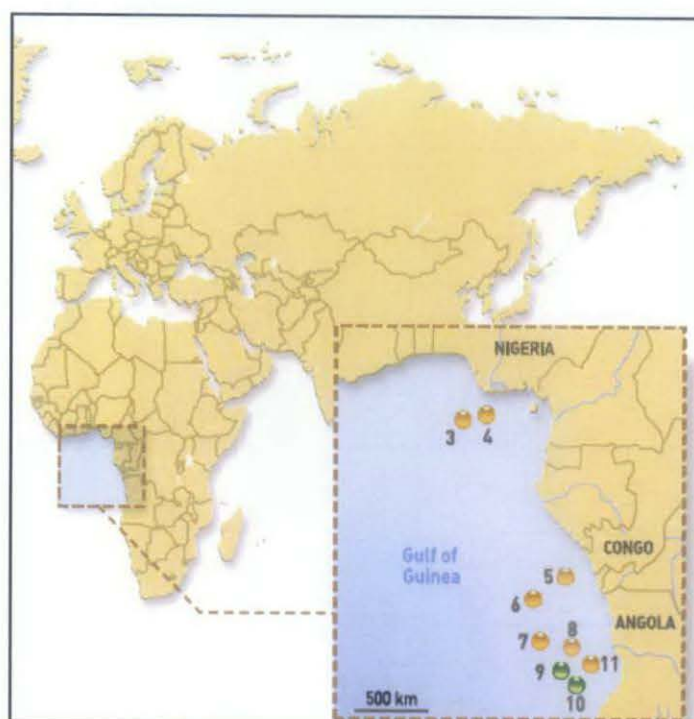 NIGERIA
3 4
CONGO
Gulf of
Guinea
5
6
ANGOLA
7 8
9 11
10
500 km